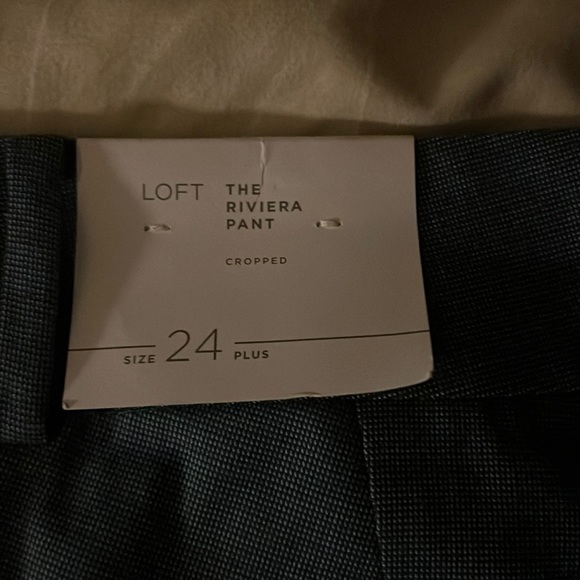 LOFT
THE
RIVIERA
PANT
CROPPED
SIZE 24 PLUS